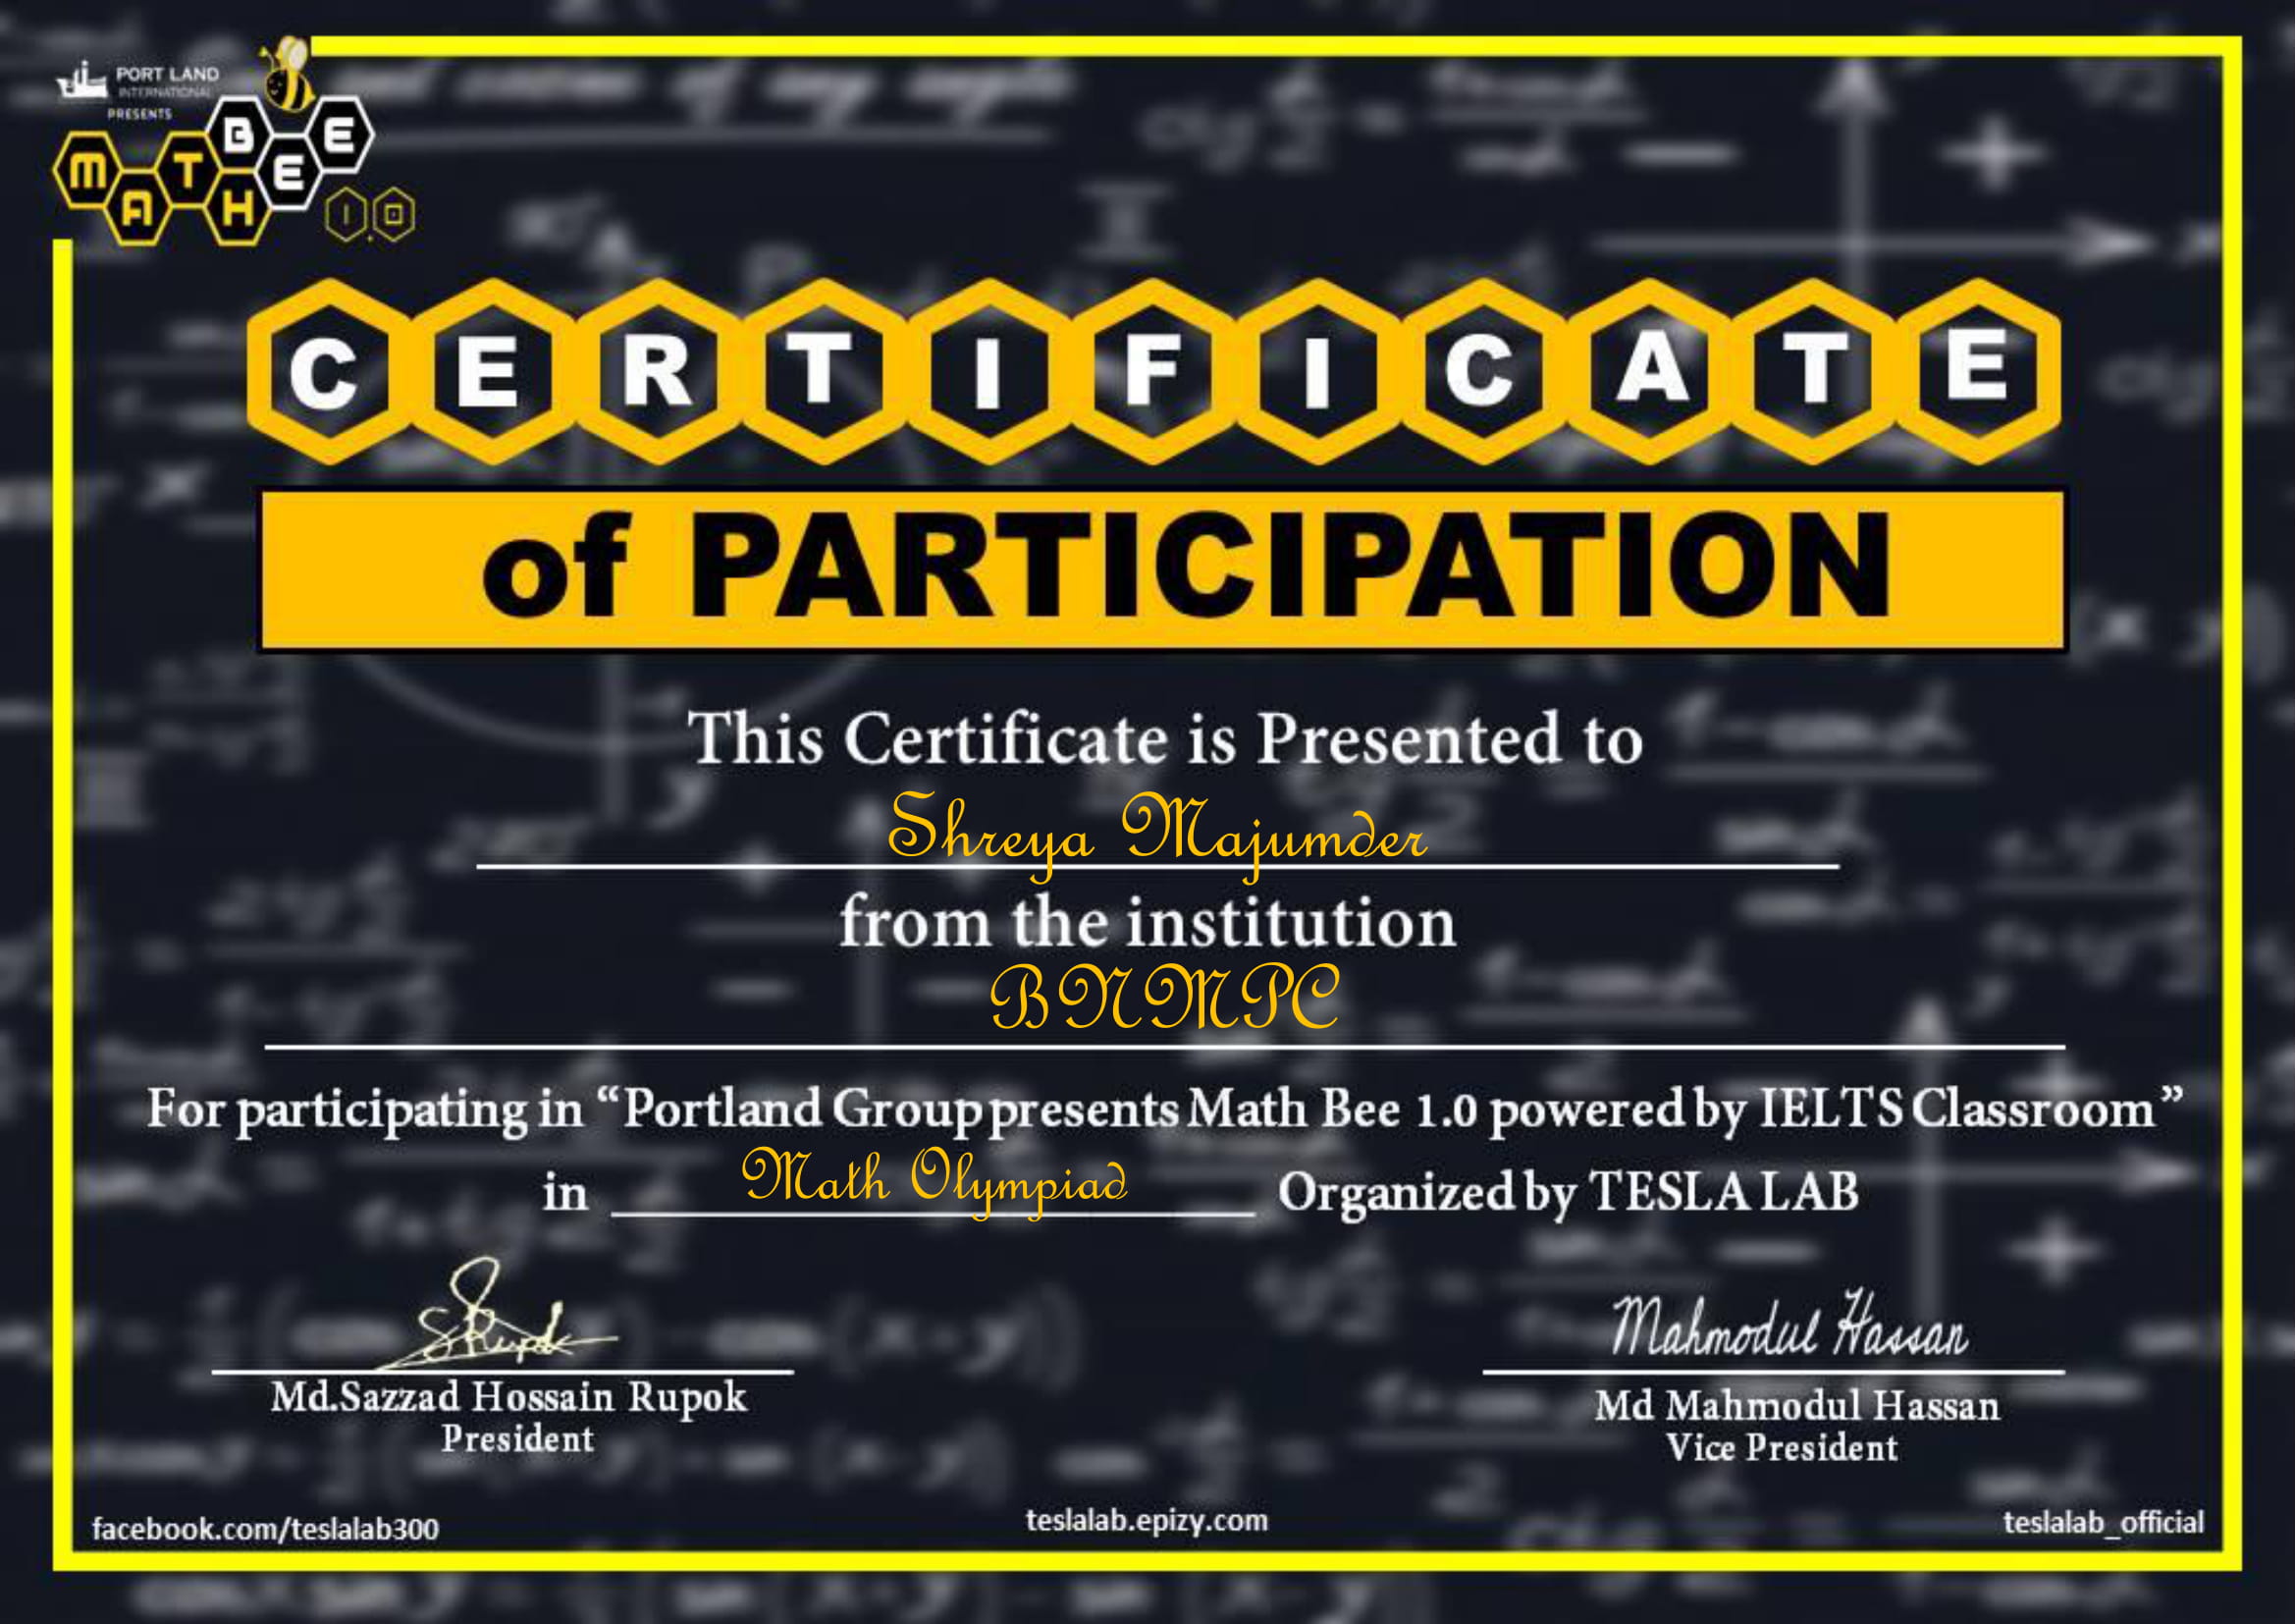 PORT LAND
INTERNATIONAL
PRESENTS
MATH BEE 1.0
CERTIFICATE
of PARTICIPATION
This Certificate is Presented to
Shreya Majumder
from the institution
BNMPC
For participating in “Portland Group presents Math Bee 1.0 powered by IELTS Classroom”
in Math Olympiad Organized by TESLA LAB
SRupok
Mahmodul Hassan
Md.Sazzad Hossain Rupok
President
Md Mahmodul Hassan
Vice President
facebook.com/teslalab300
teslalab.epizy.com
teslalab_official